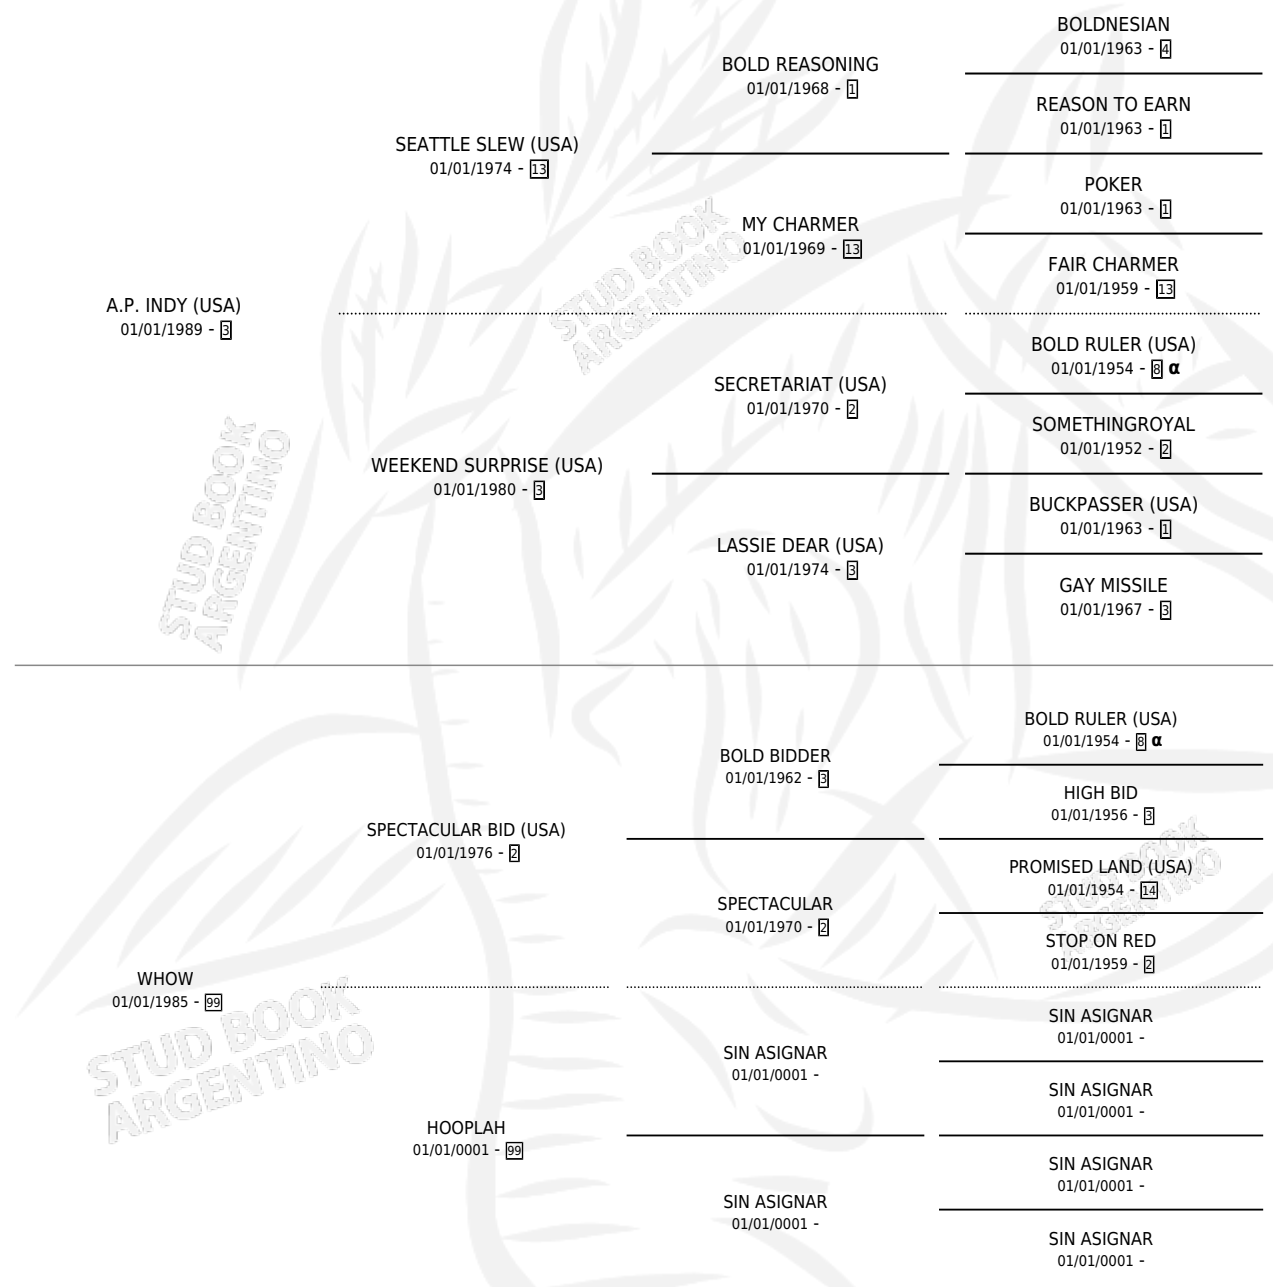 BOLDNESIAN
01/01/1963 - 4
BOLD REASONING
01/01/1968 - 1
REASON TO EARN
01/01/1963 - 1
SEATTLE SLEW (USA)
01/01/1974 - 13
POKER
01/01/1963 - 1
MY CHARMER
01/01/1969 - 13
FAIR CHARMER
01/01/1959 - 13
A.P. INDY (USA)
01/01/1989 - 3
BOLD RULER (USA)
01/01/1954 - 8 α
SECRETARIAT (USA)
01/01/1970 - 2
SOMETHINGROYAL
01/01/1952 - 2
WEEKEND SURPRISE (USA)
01/01/1980 - 3
BUCKPASSER (USA)
01/01/1963 - 1
LASSIE DEAR (USA)
01/01/1974 - 3
GAY MISSILE
01/01/1967 - 3
STUD BOOK
ARGENTINO
STUD BOOK
ARGENTINO
BOLD RULER (USA)
01/01/1954 - 8 α
BOLD BIDDER
01/01/1962 - 3
HIGH BID
01/01/1956 - 3
SPECTACULAR BID (USA)
01/01/1976 - 2
PROMISED LAND (USA)
01/01/1954 - 14
SPECTACULAR
01/01/1970 - 2
STOP ON RED
01/01/1959 - 2
WHOW
01/01/1985 - 99
SIN ASIGNAR
01/01/0001 -
SIN ASIGNAR
01/01/0001 -
SIN ASIGNAR
01/01/0001 -
HOOPLAH
01/01/0001 - 99
SIN ASIGNAR
01/01/0001 -
SIN ASIGNAR
01/01/0001 -
SIN ASIGNAR
01/01/0001 -
STUD BOOK
ARGENTINO
STUD BOOK
ARGENTINO